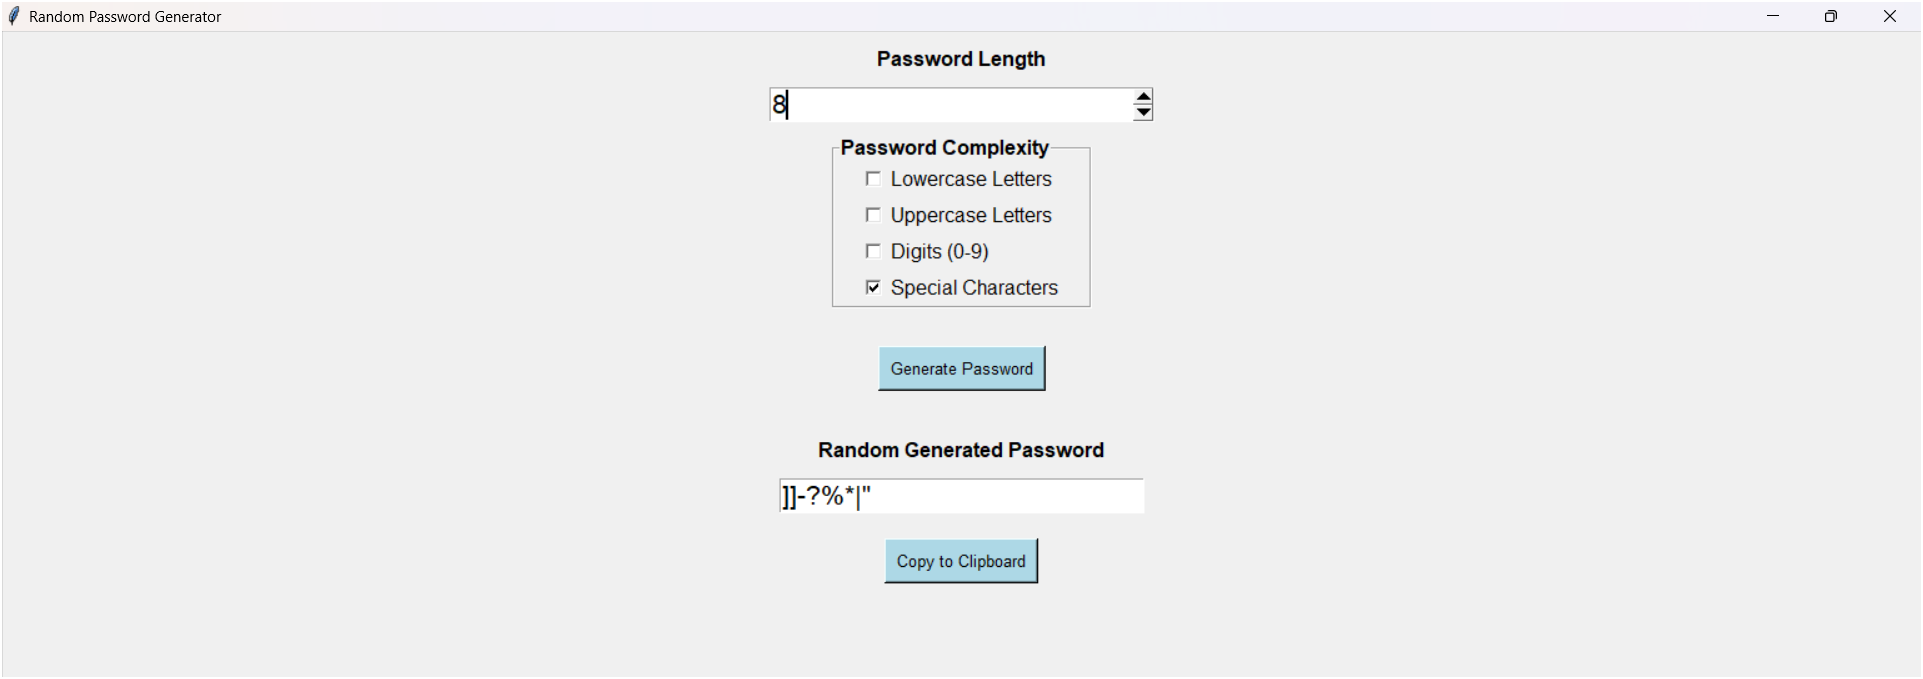 Random Password Generator
Password Length
8
Password Complexity
Lowercase Letters
Uppercase Letters
Digits (0-9)
Special Characters
Generate Password
Random Generated Password
]]-?%*|"
Copy to Clipboard